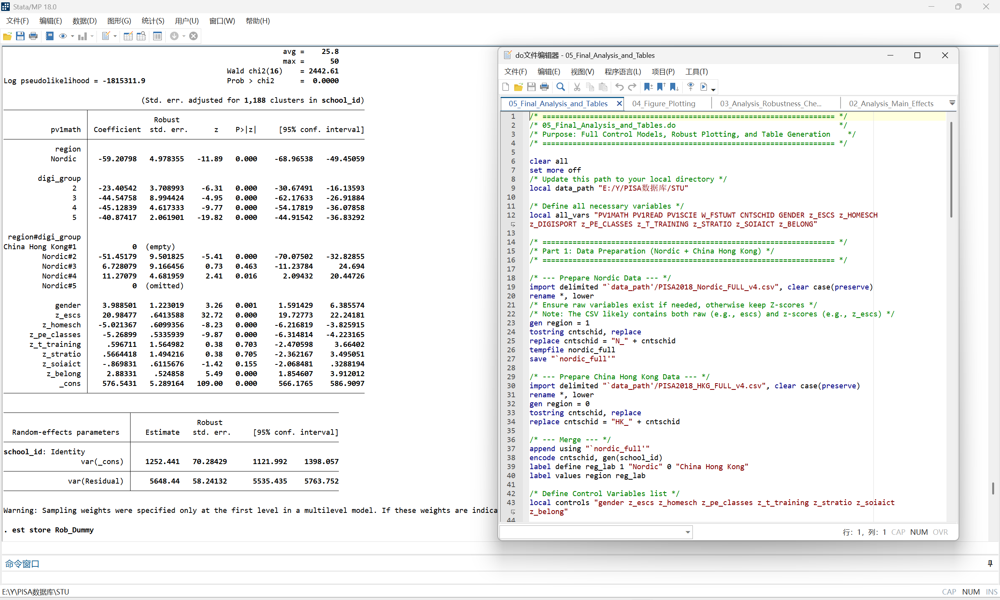 Stata/MP 18.0
文件(F) 编辑(E) 数据(D) 图形(G) 统计(S) 用户(U) 窗口(W) 帮助(H)
avg = 25.8
max = 50
Wald chi2(16) = 2442.61
Log pseudolikelihood = -1815311.9 Prob > chi2 = 0.0000
(Std. err. adjusted for 1,188 clusters in school_id)
Robust
pv1math Coefficient std. err. z P>|z| [95% conf. interval]
region
Nordic -59.20798 4.978355 -11.89 0.000 -68.96538 -49.45059
digi_group
2 -23.40542 3.708993 -6.31 0.000 -30.67491 -16.13593
3 -44.54758 8.994424 -4.95 0.000 -62.17633 -26.91884
4 -45.12839 4.617333 -9.77 0.000 -54.17819 -36.07858
5 -40.87417 2.061901 -19.82 0.000 -44.91542 -36.83292
region#digi_group
China Hong Kong#1 0 (empty)
Nordic#2 -51.45179 9.501825 -5.41 0.000 -70.07502 -32.82855
Nordic#3 6.728079 9.166456 0.73 0.463 -11.23784 24.694
Nordic#4 11.27079 4.681959 2.41 0.016 2.09432 20.44726
Nordic#5 0 (omitted)
gender 3.988501 1.223019 3.26 0.001 1.591429 6.385574
z_escs 20.98477 .6413588 32.72 0.000 19.72773 22.24181
z_homesch -5.021367 .6099356 -8.23 0.000 -6.216819 -3.825915
z_pe_classes -5.26899 .5335939 -9.87 0.000 -6.314814 -4.223165
z_t_training .596711 1.564982 0.38 0.703 -2.470598 3.66402
z_stratio .5664418 1.494216 0.38 0.705 -2.362167 3.495051
z_soiaict -.869831 .6115676 -1.42 0.155 -2.068481 .3288194
z_belong 2.88331 .524858 5.49 0.000 1.854607 3.912012
_cons 576.5431 5.289164 109.00 0.000 566.1765 586.9097
Robust
Random-effects parameters Estimate std. err. [95% conf. interval]
school_id: Identity
var(_cons) 1252.441 70.28429 1121.992 1398.057
var(Residual) 5648.44 58.24132 5535.435 5763.752
Warning: Sampling weights were specified only at the first level in a multilevel model. If these weights are indica
. est store Rob_Dummy
命令窗口
E:\Y\PISA数据库\STU
CAP NUM INS
do文件编辑器 - 05_Final_Analysis_and_Tables
文件(F) 编辑(E) 视图(V) 程序语言(L) 项目(P) 工具(T)
05_Final_Analysis_and_Tables 04_Figure_Plotting 03_Analysis_Robustness_Che... 02_Analysis_Main_Effects
1 /* ==================================================================== */
2 /* 05_Final_Analysis_and_Tables.do */
3 /* Purpose: Full Control Models, Robust Plotting, and Table Generation */
4 /* ==================================================================== */
5
6 clear all
7 set more off
8 /* Update this path to your local directory */
9 local data_path "E:/Y/PISA数据库/STU"
10
11 /* Define all necessary variables */
12 local all_vars "PV1MATH PV1READ PV1SCIE W_FSTUWT CNTSCHID GENDER z_ESCS z_HOMESCH
z_DIGISPORT z_PE_CLASSES z_T_TRAINING z_STRATIO z_SOIAICT z_BELONG"
13
14 /* ==================================================================== */
15 /* Part 1: Data Preparation (Nordic + China Hong Kong) */
16 /* ==================================================================== */
17
18 /* --- Prepare Nordic Data --- */
19 import delimited "`data_path'/PISA2018_Nordic_FULL_v4.csv", clear case(preserve)
20 rename *, lower
21 /* Ensure raw variables exist if needed, otherwise keep Z-scores */
22 /* Note: The CSV likely contains both raw (e.g., escs) and z-scores (e.g., z_escs) */
23 gen region = 1
24 tostring cntschid, replace
25 replace cntschid = "N_" + cntschid
26 tempfile nordic_full
27 save "`nordic_full'"
28
29 /* --- Prepare China Hong Kong Data --- */
30 import delimited "`data_path'/PISA2018_HKG_FULL_v4.csv", clear case(preserve)
31 rename *, lower
32 gen region = 0
33 tostring cntschid, replace
34 replace cntschid = "HK_" + cntschid
35
36 /* --- Merge --- */
37 append using "`nordic_full'"
38 encode cntschid, gen(school_id)
39 label define reg_lab 1 "Nordic" 0 "China Hong Kong"
40 label values region reg_lab
41
42 /* Define Control Variables list */
43 local controls "gender z_escs z_homesch z_pe_classes z_t_training z_stratio z_soiaict
z_belong"
44
行: 1, 列: 1 CAP NUM OVR